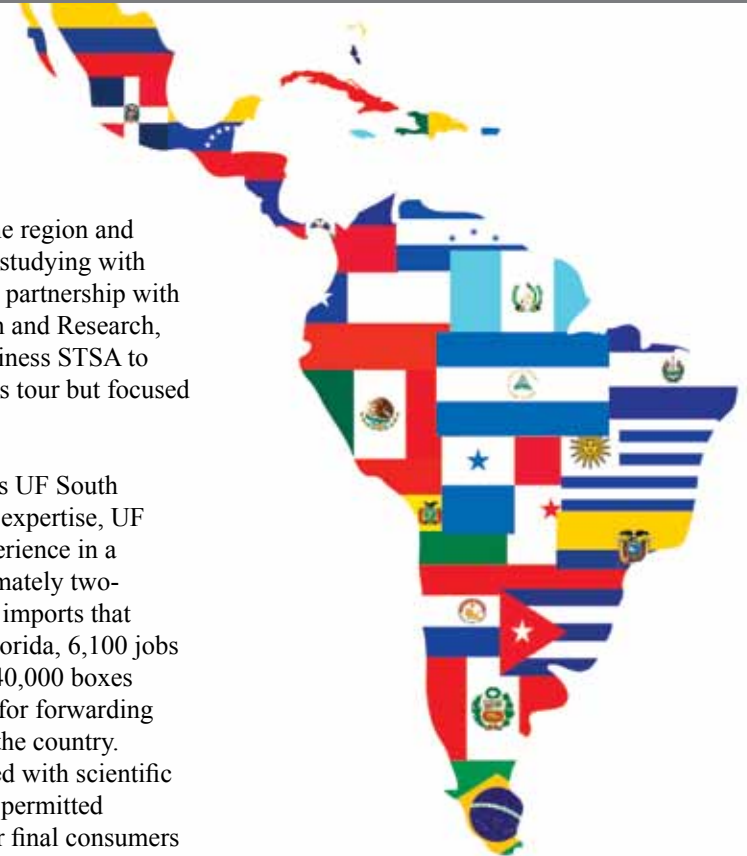 e region and
studying with
partnership with
n and Research,
iness STSA to
s tour but focused
s UF South
expertise, UF
erience in a
mately two-
imports that
orida, 6,100 jobs
40,000 boxes
for forwarding
the country.
ed with scientific
permitted
r final consumers